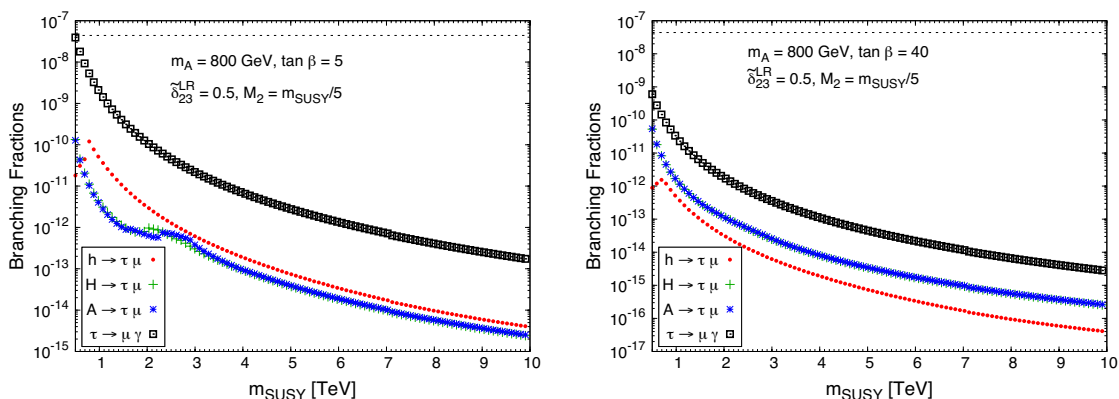 10^-7
10^-8
10^-9
10^-10
10^-11
10^-12
10^-13
10^-14
10^-15
Branching Fractions
m_A = 800 GeV, tan β = 5
δ̃^LR_23 = 0.5, M_2 = m_SUSY/5
h → τ μ
H → τ μ
A → τ μ
τ → μ γ
1 2 3 4 5 6 7 8 9 10
m_SUSY [TeV]
10^-7
10^-8
10^-9
10^-10
10^-11
10^-12
10^-13
10^-14
10^-15
10^-16
10^-17
Branching Fractions
m_A = 800 GeV, tan β = 40
δ̃^LR_23 = 0.5, M_2 = m_SUSY/5
h → τ μ
H → τ μ
A → τ μ
τ → μ γ
1 2 3 4 5 6 7 8 9 10
m_SUSY [TeV]